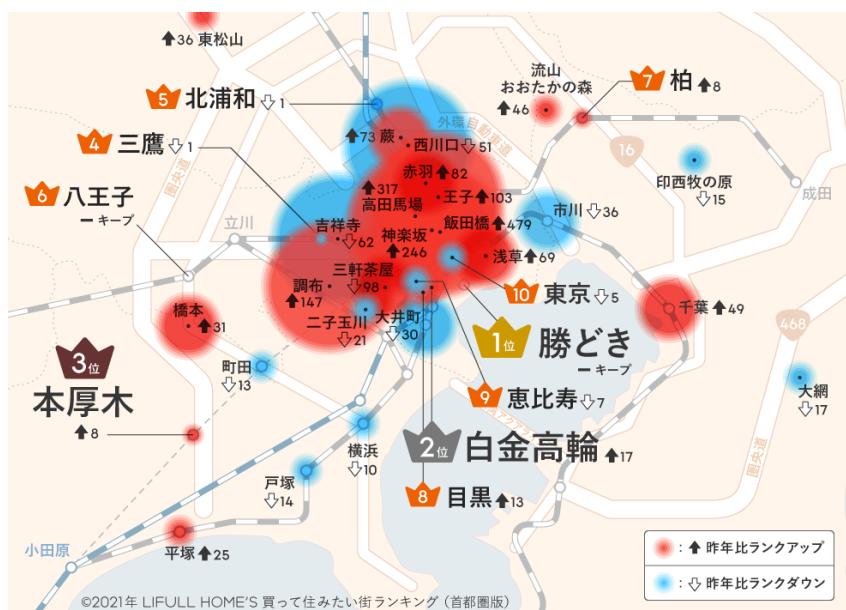 ↑36 東松山
5 北浦和 ⇩1
4 三鷹 ⇩1
6 八王子
ーキープ
圏央道
立川
↑73 蕨
西川口 ⇩51
外環自動車道
流山
おおたかの森
↑46
7 柏 ↑8
16
印西牧の原
⇩15
成田
赤羽 ↑82
↑317
高田馬場
王子 ↑103
飯田橋 ↑479
神楽坂
↑246
吉祥寺
⇩62
市川 ⇩36
浅草 ↑69
三軒茶屋
⇩98
調布
↑147
10 東京 ⇩5
二子玉川
⇩21
大井町
⇩30
千葉 ↑49
橋本
↑31
1位 勝どき
ーキープ
468
3位
本厚木
↑8
町田
⇩13
9 恵比寿 ⇩7
大網
⇩17
2位 白金高輪 ↑17
横浜
⇩10
8 目黒 ↑13
圏央道
戸塚
⇩14
小田原
平塚 ↑25
: ↑ 昨年比ランクアップ
: ⇩ 昨年比ランクダウン
©2021年 LIFULL HOME'S 買って住みたい街ランキング（首都圏版）